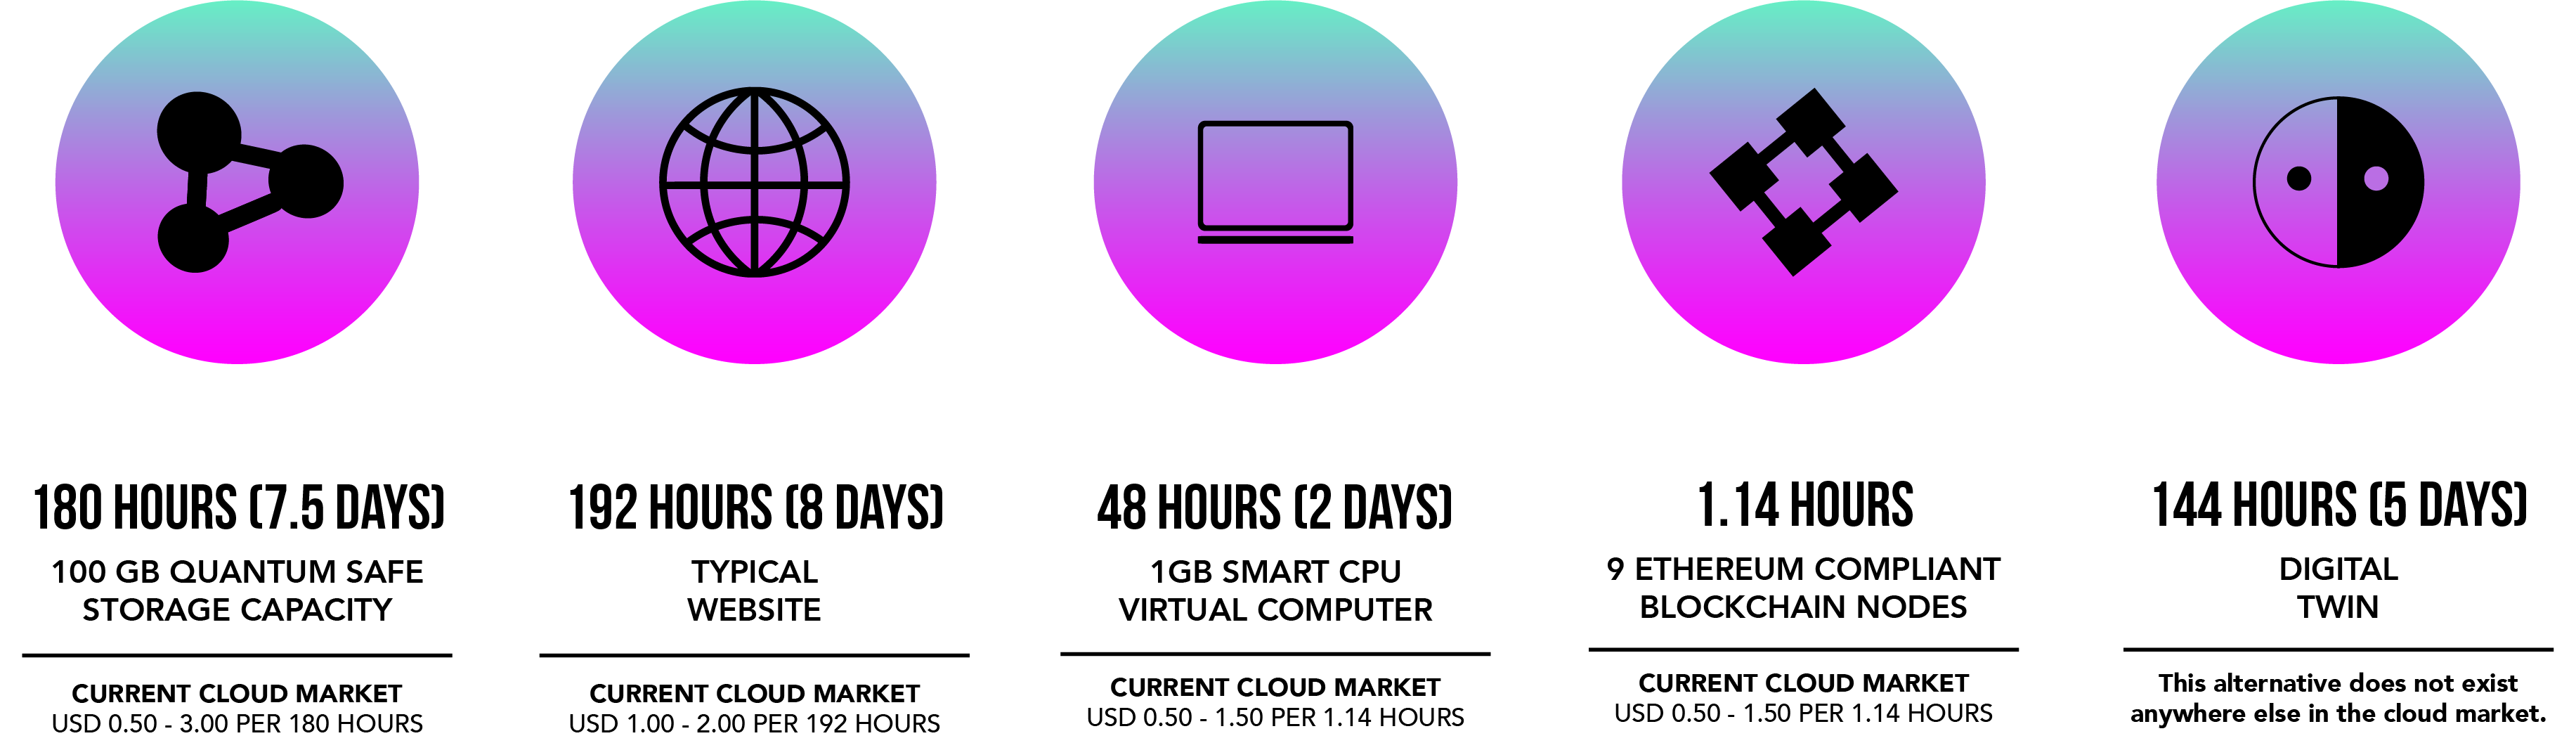 180 HOURS (7.5 DAYS)
100 GB QUANTUM SAFE
STORAGE CAPACITY
CURRENT CLOUD MARKET
USD 0.50 - 3.00 PER 180 HOURS
192 HOURS (8 DAYS)
TYPICAL
WEBSITE
CURRENT CLOUD MARKET
USD 1.00 - 2.00 PER 192 HOURS
48 HOURS (2 DAYS)
1GB SMART CPU
VIRTUAL COMPUTER
CURRENT CLOUD MARKET
USD 0.50 - 1.50 PER 1.14 HOURS
1.14 HOURS
9 ETHEREUM COMPLIANT
BLOCKCHAIN NODES
CURRENT CLOUD MARKET
USD 0.50 - 1.50 PER 1.14 HOURS
144 HOURS (5 DAYS)
DIGITAL
TWIN
This alternative does not exist
anywhere else in the cloud market.